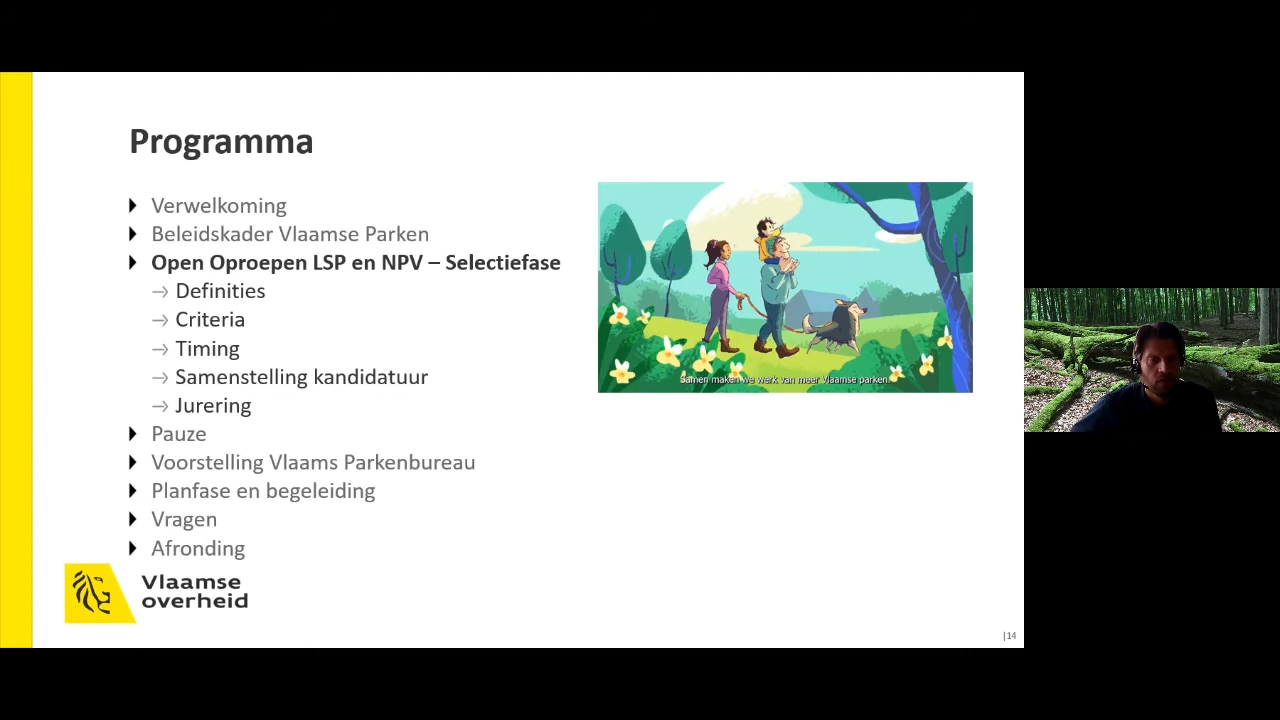 Programma
Verwelkoming
Beleidskader Vlaamse Parken
Open Oproepen LSP en NPV – Selectiefase
→ Definities
→ Criteria
→ Timing
→ Samenstelling kandidatuur
→ Jurering
Pauze
Voorstelling Vlaams Parkenbureau
Planfase en begeleiding
Vragen
Afronding
Samen maken we werk van meer Vlaamse parken.
Vlaamse
overheid
|14